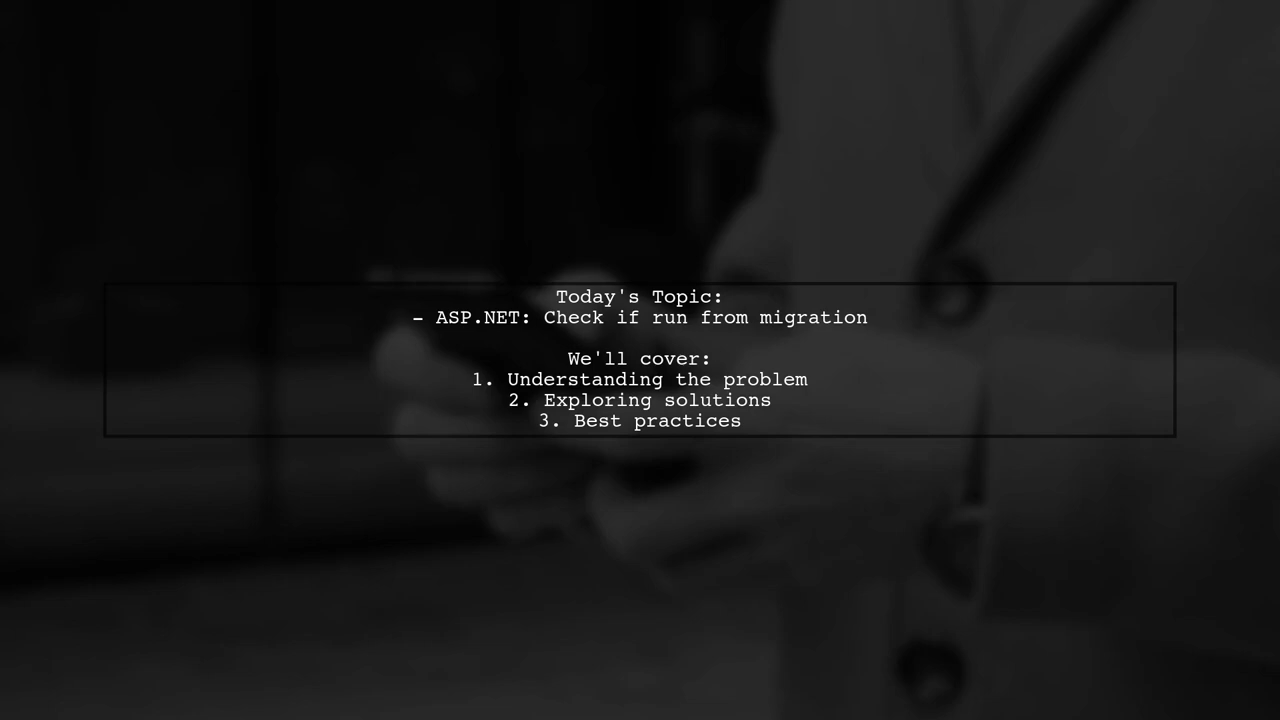 Today's Topic:
- ASP.NET: Check if run from migration
We'll cover:
1. Understanding the problem
2. Exploring solutions
3. Best practices